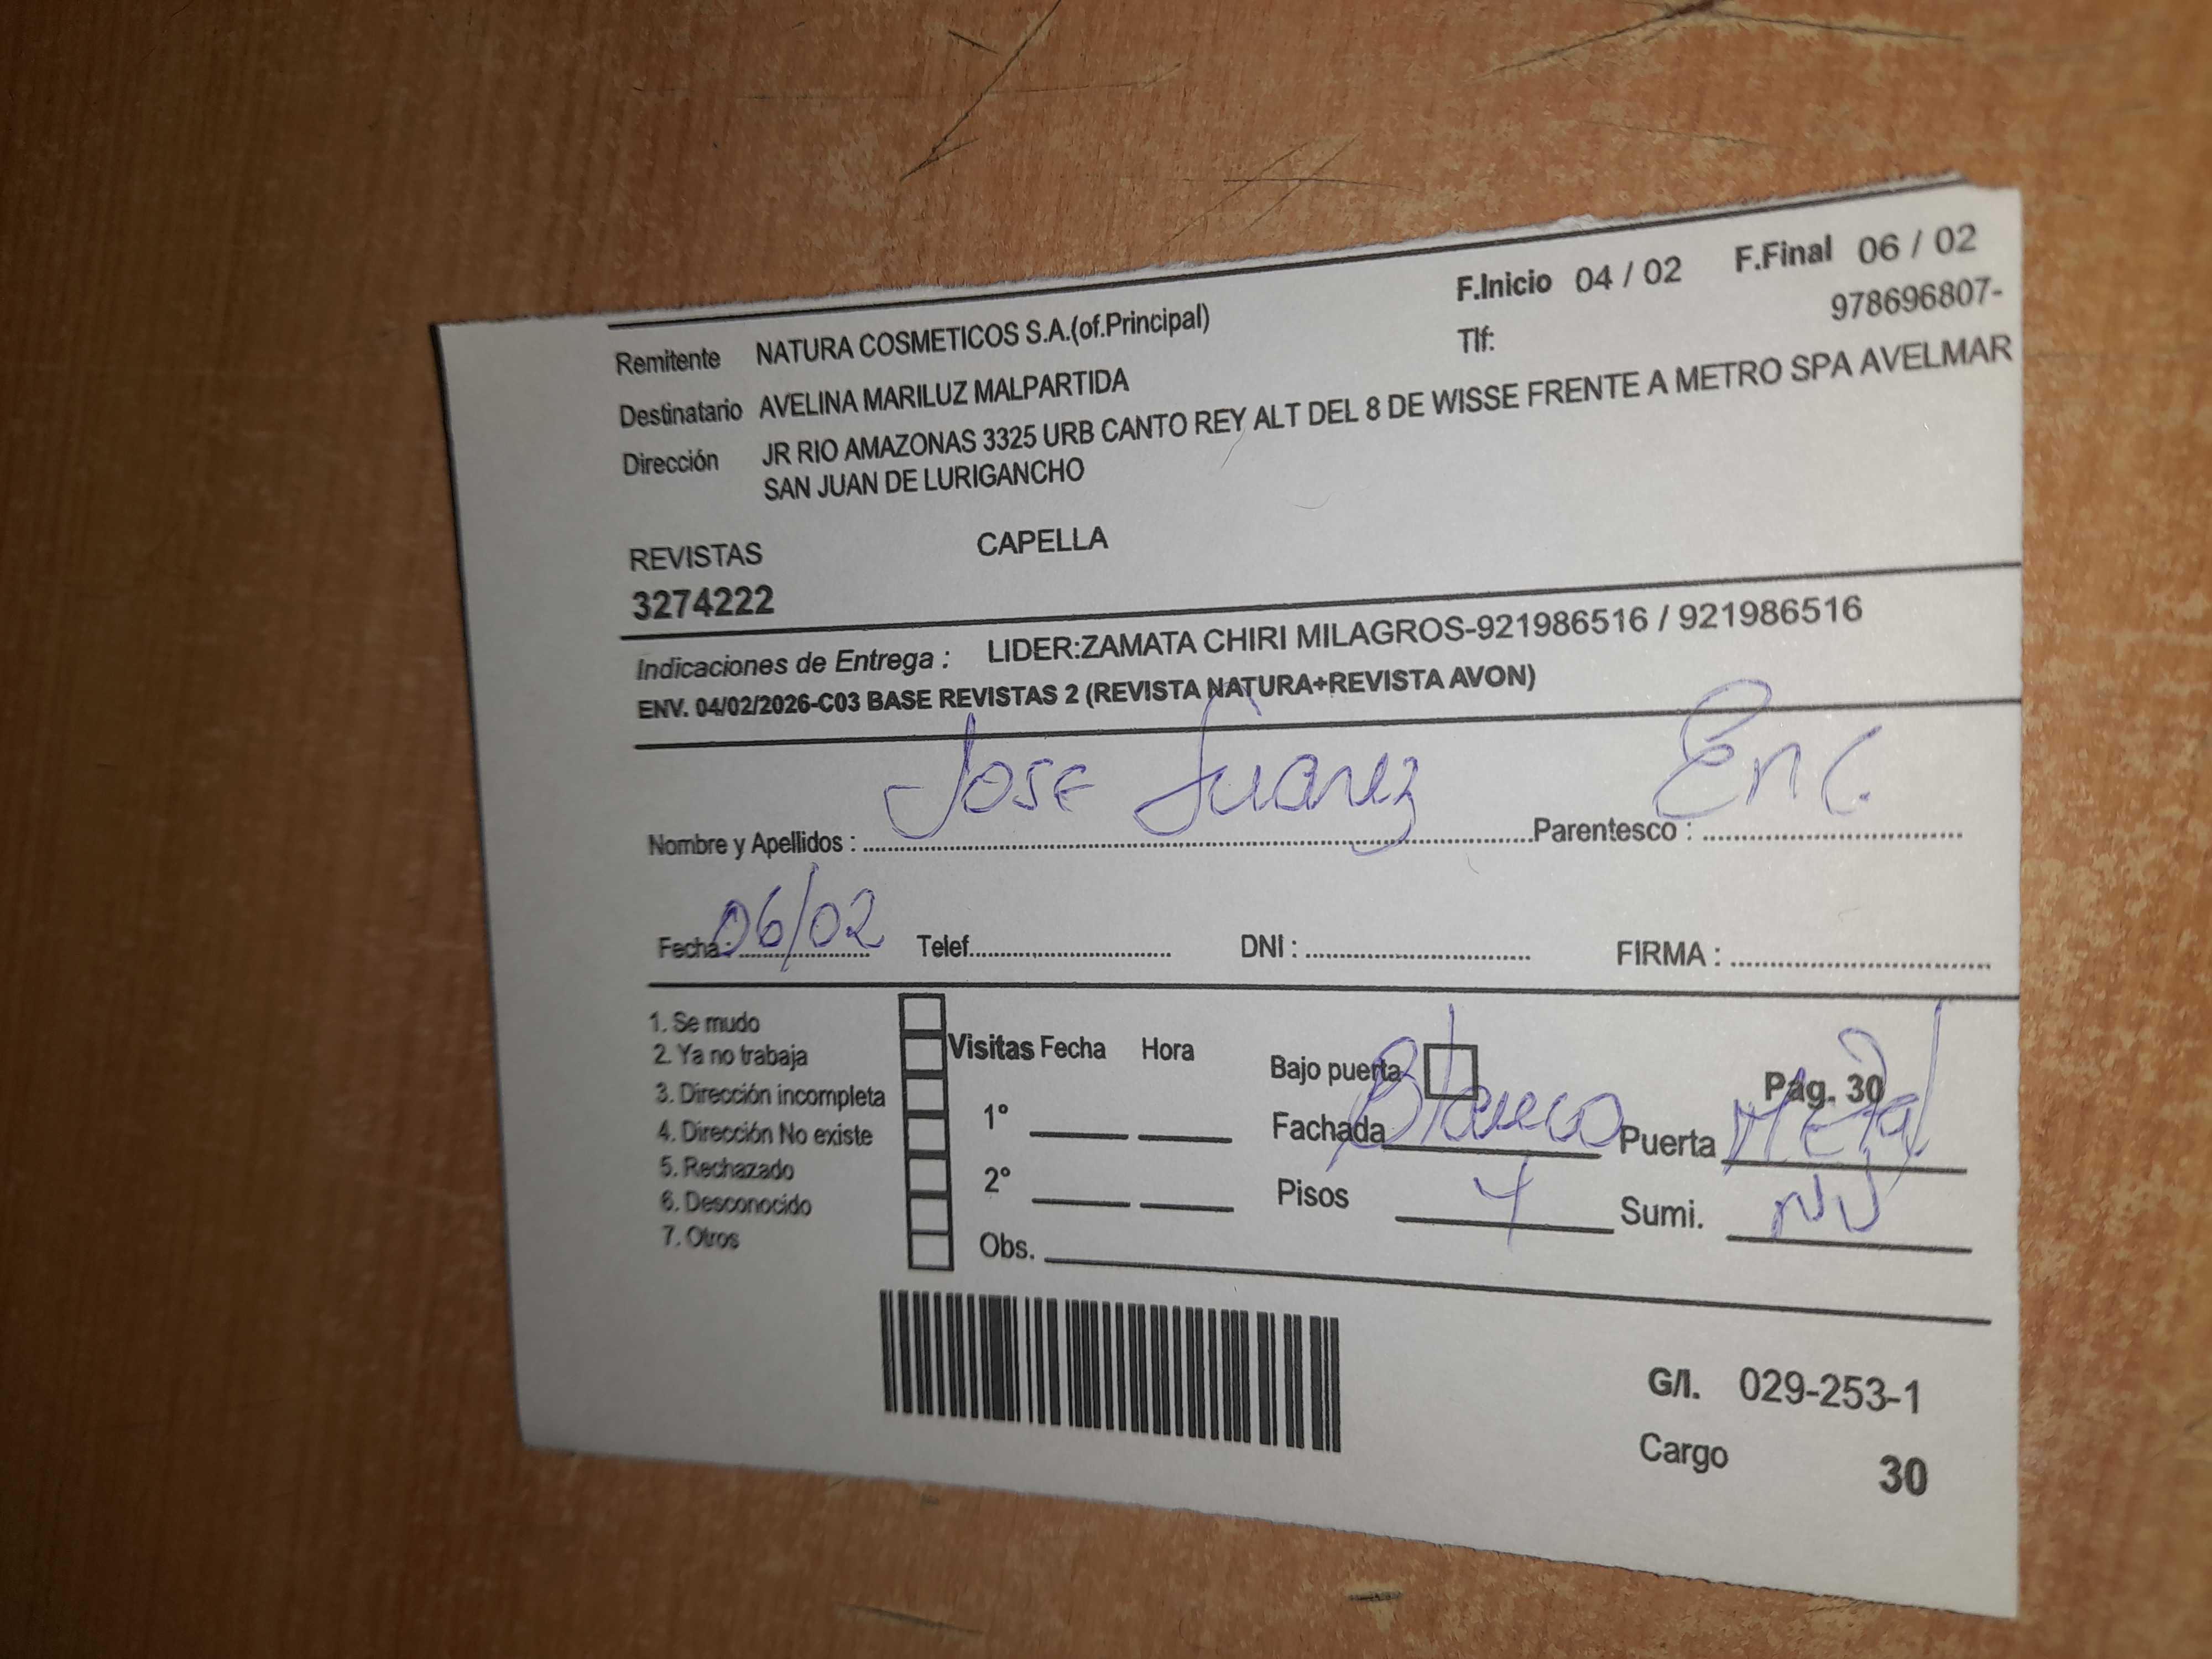 F.Inicio 04 / 02 F.Final 06 / 02
Remitente NATURA COSMETICOS S.A.(of.Principal) Tlf: 978696807-
Destinatario AVELINA MARILUZ MALPARTIDA
Dirección JR RIO AMAZONAS 3325 URB CANTO REY ALT DEL 8 DE WISSE FRENTE A METRO SPA AVELMAR
SAN JUAN DE LURIGANCHO
REVISTAS CAPELLA
3274222
Indicaciones de Entrega : LIDER:ZAMATA CHIRI MILAGROS-921986516 / 921986516
ENV. 04/02/2026-C03 BASE REVISTAS 2 (REVISTA NATURA+REVISTA AVON)
Nombre y Apellidos : Jose Suarez Parentesco : Enc.
Fecha : 06/02 Telef. DNI : FIRMA :
1. Se mudo
2. Ya no trabaja Visitas Fecha Hora Bajo puerta Pag. 30
3. Dirección incompleta
4. Dirección No existe 1° Fachada Blanco Puerta Metal
5. Rechazado
6. Desconocido 2° Pisos 4 Sumi.
7. Otros Obs.
G/I. 029-253-1
Cargo 30